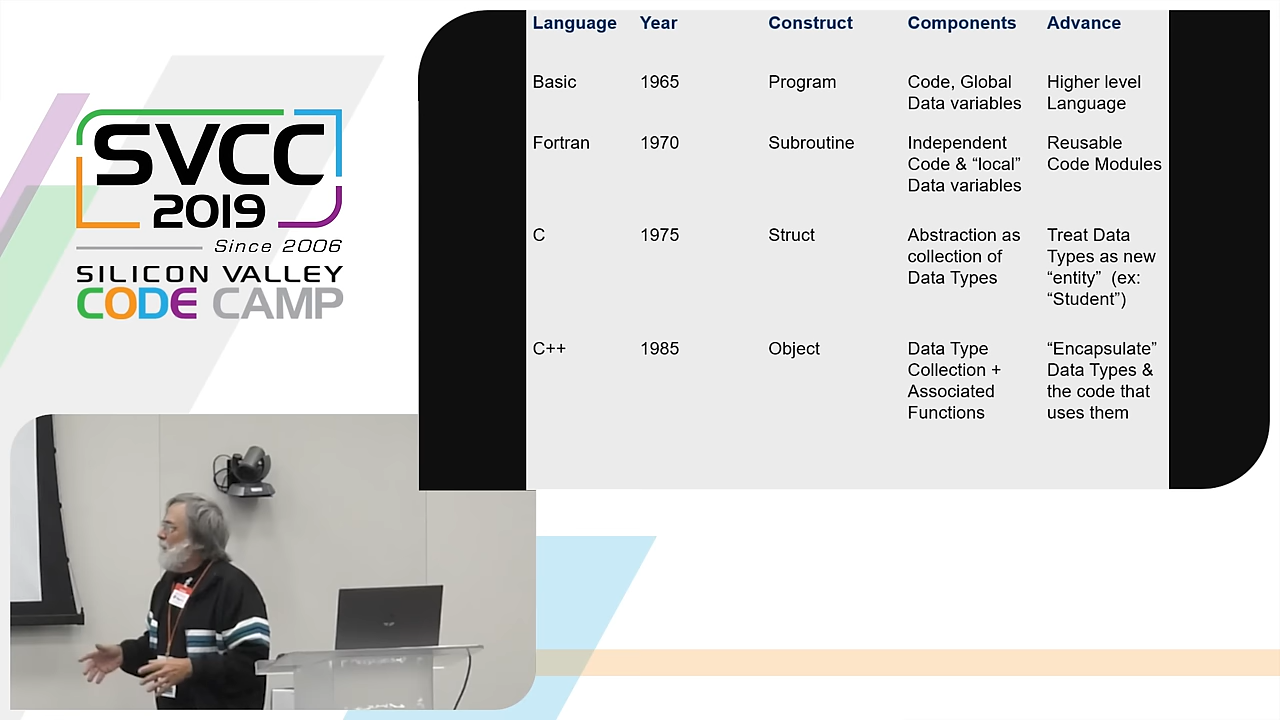 SVCC
2019
Since 2006
SILICON VALLEY
CODE CAMP
Language Year Construct Components Advance
Basic 1965 Program Code, Global Higher level
Data variables Language
Fortran 1970 Subroutine Independent Reusable
Code & “local” Code Modules
Data variables
C 1975 Struct Abstraction as Treat Data
collection of Types as new
Data Types “entity” (ex:
“Student”)
C++ 1985 Object Data Type “Encapsulate”
Collection + Data Types &
Associated the code that
Functions uses them